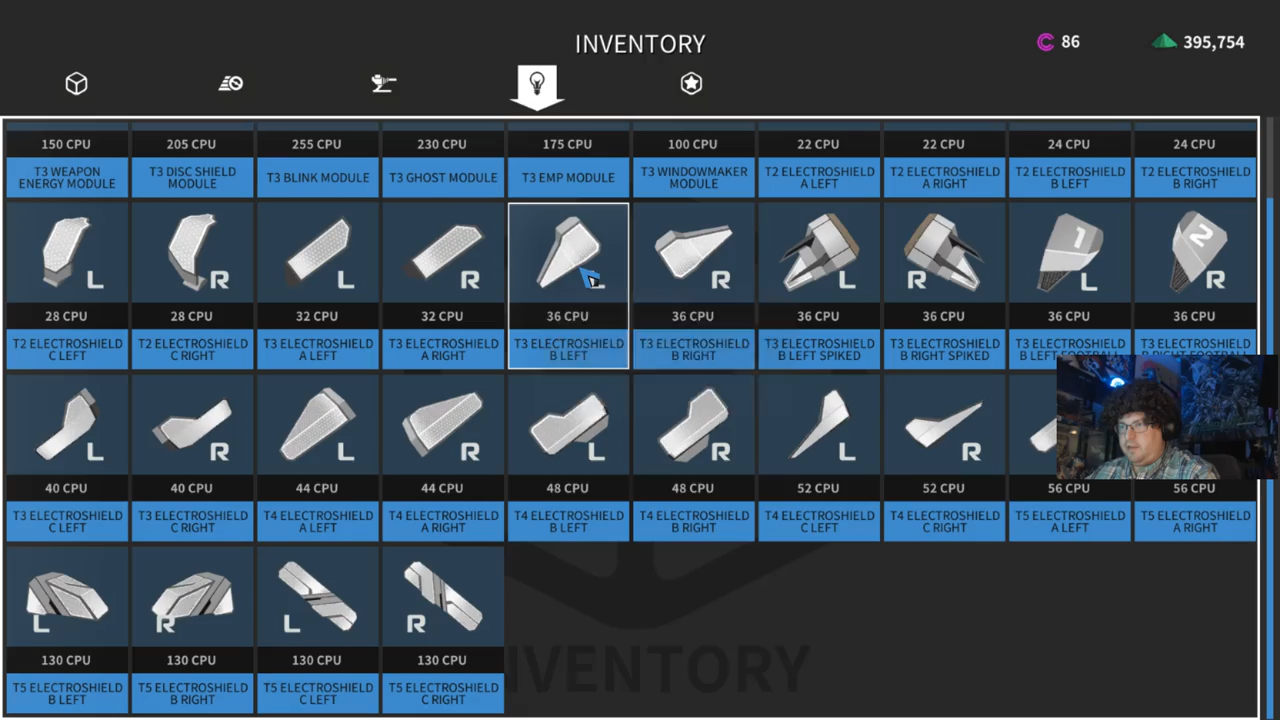 INVENTORY
86
395,754
150 CPU
205 CPU
255 CPU
230 CPU
175 CPU
100 CPU
22 CPU
22 CPU
24 CPU
24 CPU
T3 WEAPON
ENERGY MODULE
T3 DISC SHIELD
MODULE
T3 BLINK MODULE
T3 GHOST MODULE
T3 EMP MODULE
T3 WINDOWMAKER
MODULE
T2 ELECTROSHIELD
A LEFT
T2 ELECTROSHIELD
A RIGHT
T2 ELECTROSHIELD
B LEFT
T2 ELECTROSHIELD
B RIGHT
L
R
L
R
R
L
R
1
L
2
R
28 CPU
28 CPU
32 CPU
32 CPU
36 CPU
36 CPU
36 CPU
36 CPU
36 CPU
36 CPU
T2 ELECTROSHIELD
C LEFT
T2 ELECTROSHIELD
C RIGHT
T3 ELECTROSHIELD
A LEFT
T3 ELECTROSHIELD
A RIGHT
T3 ELECTROSHIELD
B LEFT
T3 ELECTROSHIELD
B RIGHT
T3 ELECTROSHIELD
B LEFT SPIKED
T3 ELECTROSHIELD
B RIGHT SPIKED
T3 ELECTROSHIELD
B LEFT FOOTBALL
T3 ELECTROSHIELD
B RIGHT FOOTBALL
L
R
L
R
L
R
L
R
40 CPU
40 CPU
44 CPU
44 CPU
48 CPU
48 CPU
52 CPU
52 CPU
56 CPU
56 CPU
T3 ELECTROSHIELD
C LEFT
T3 ELECTROSHIELD
C RIGHT
T4 ELECTROSHIELD
A LEFT
T4 ELECTROSHIELD
A RIGHT
T4 ELECTROSHIELD
B LEFT
T4 ELECTROSHIELD
B RIGHT
T4 ELECTROSHIELD
C LEFT
T4 ELECTROSHIELD
C RIGHT
T5 ELECTROSHIELD
A LEFT
T5 ELECTROSHIELD
A RIGHT
L
R
L
R
130 CPU
130 CPU
130 CPU
130 CPU
T5 ELECTROSHIELD
B LEFT
T5 ELECTROSHIELD
B RIGHT
T5 ELECTROSHIELD
C LEFT
T5 ELECTROSHIELD
C RIGHT
NVENTORY